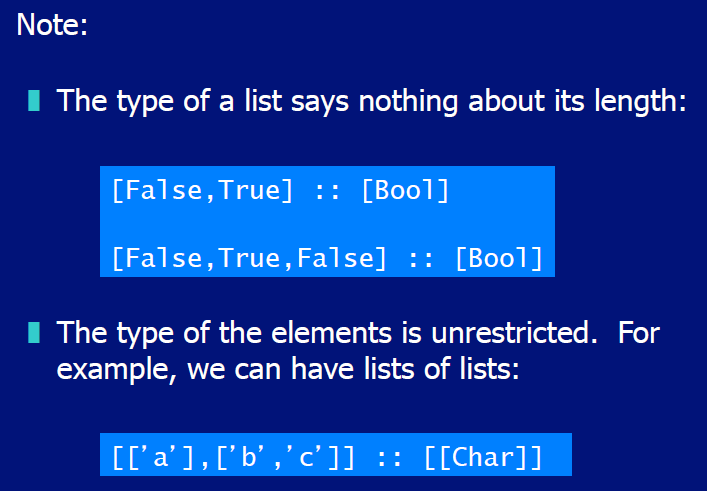 Note:
The type of a list says nothing about its length:
[False,True] :: [Bool]
[False,True,False] :: [Bool]
The type of the elements is unrestricted.  For
example, we can have lists of lists:
[[’a’],[’b’,’c’]] :: [[Char]]